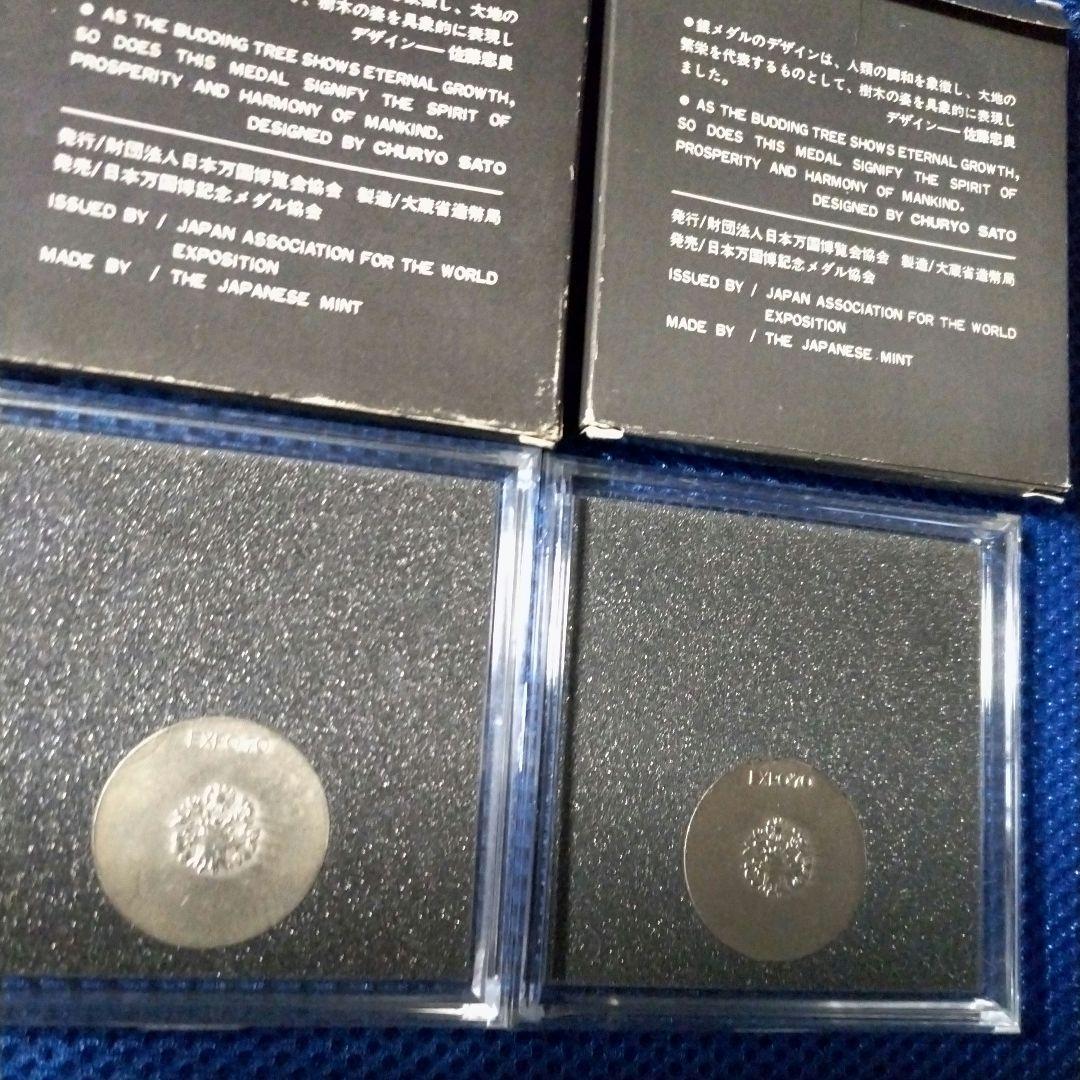 象徴し、大地の
、樹木の姿を具象的に表現し
デザイン━━佐藤忠良
● AS THE BUDDING TREE SHOWS ETERNAL GROWTH,
SO DOES THIS MEDAL SIGNIFY THE SPIRIT OF
PROSPERITY AND HARMONY OF MANKIND.
DESIGNED BY CHURYO SATO
発行/財団法人日本万国博覧会協会 製造/大蔵省造幣局
発売/日本万国博記念メダル協会
ISSUED BY / JAPAN ASSOCIATION FOR THE WORLD
EXPOSITION
MADE BY / THE JAPANESE MINT
●銀メダルのデザインは、人類の調和を象徴し、大地の
繁栄を代表するものとして、樹木の姿を具象的に表現し
ました。
デザイン━━佐藤忠良
● AS THE BUDDING TREE SHOWS ETERNAL GROWTH,
SO DOES THIS MEDAL SIGNIFY THE SPIRIT OF
PROSPERITY AND HARMONY OF MANKIND.
DESIGNED BY CHURYO SATO
発行/財団法人日本万国博覧会協会 製造/大蔵省造幣局
発売/日本万国博記念メダル協会
ISSUED BY / JAPAN ASSOCIATION FOR THE WORLD
EXPOSITION
MADE BY / THE JAPANESE MINT
EXPO70
EXPO70